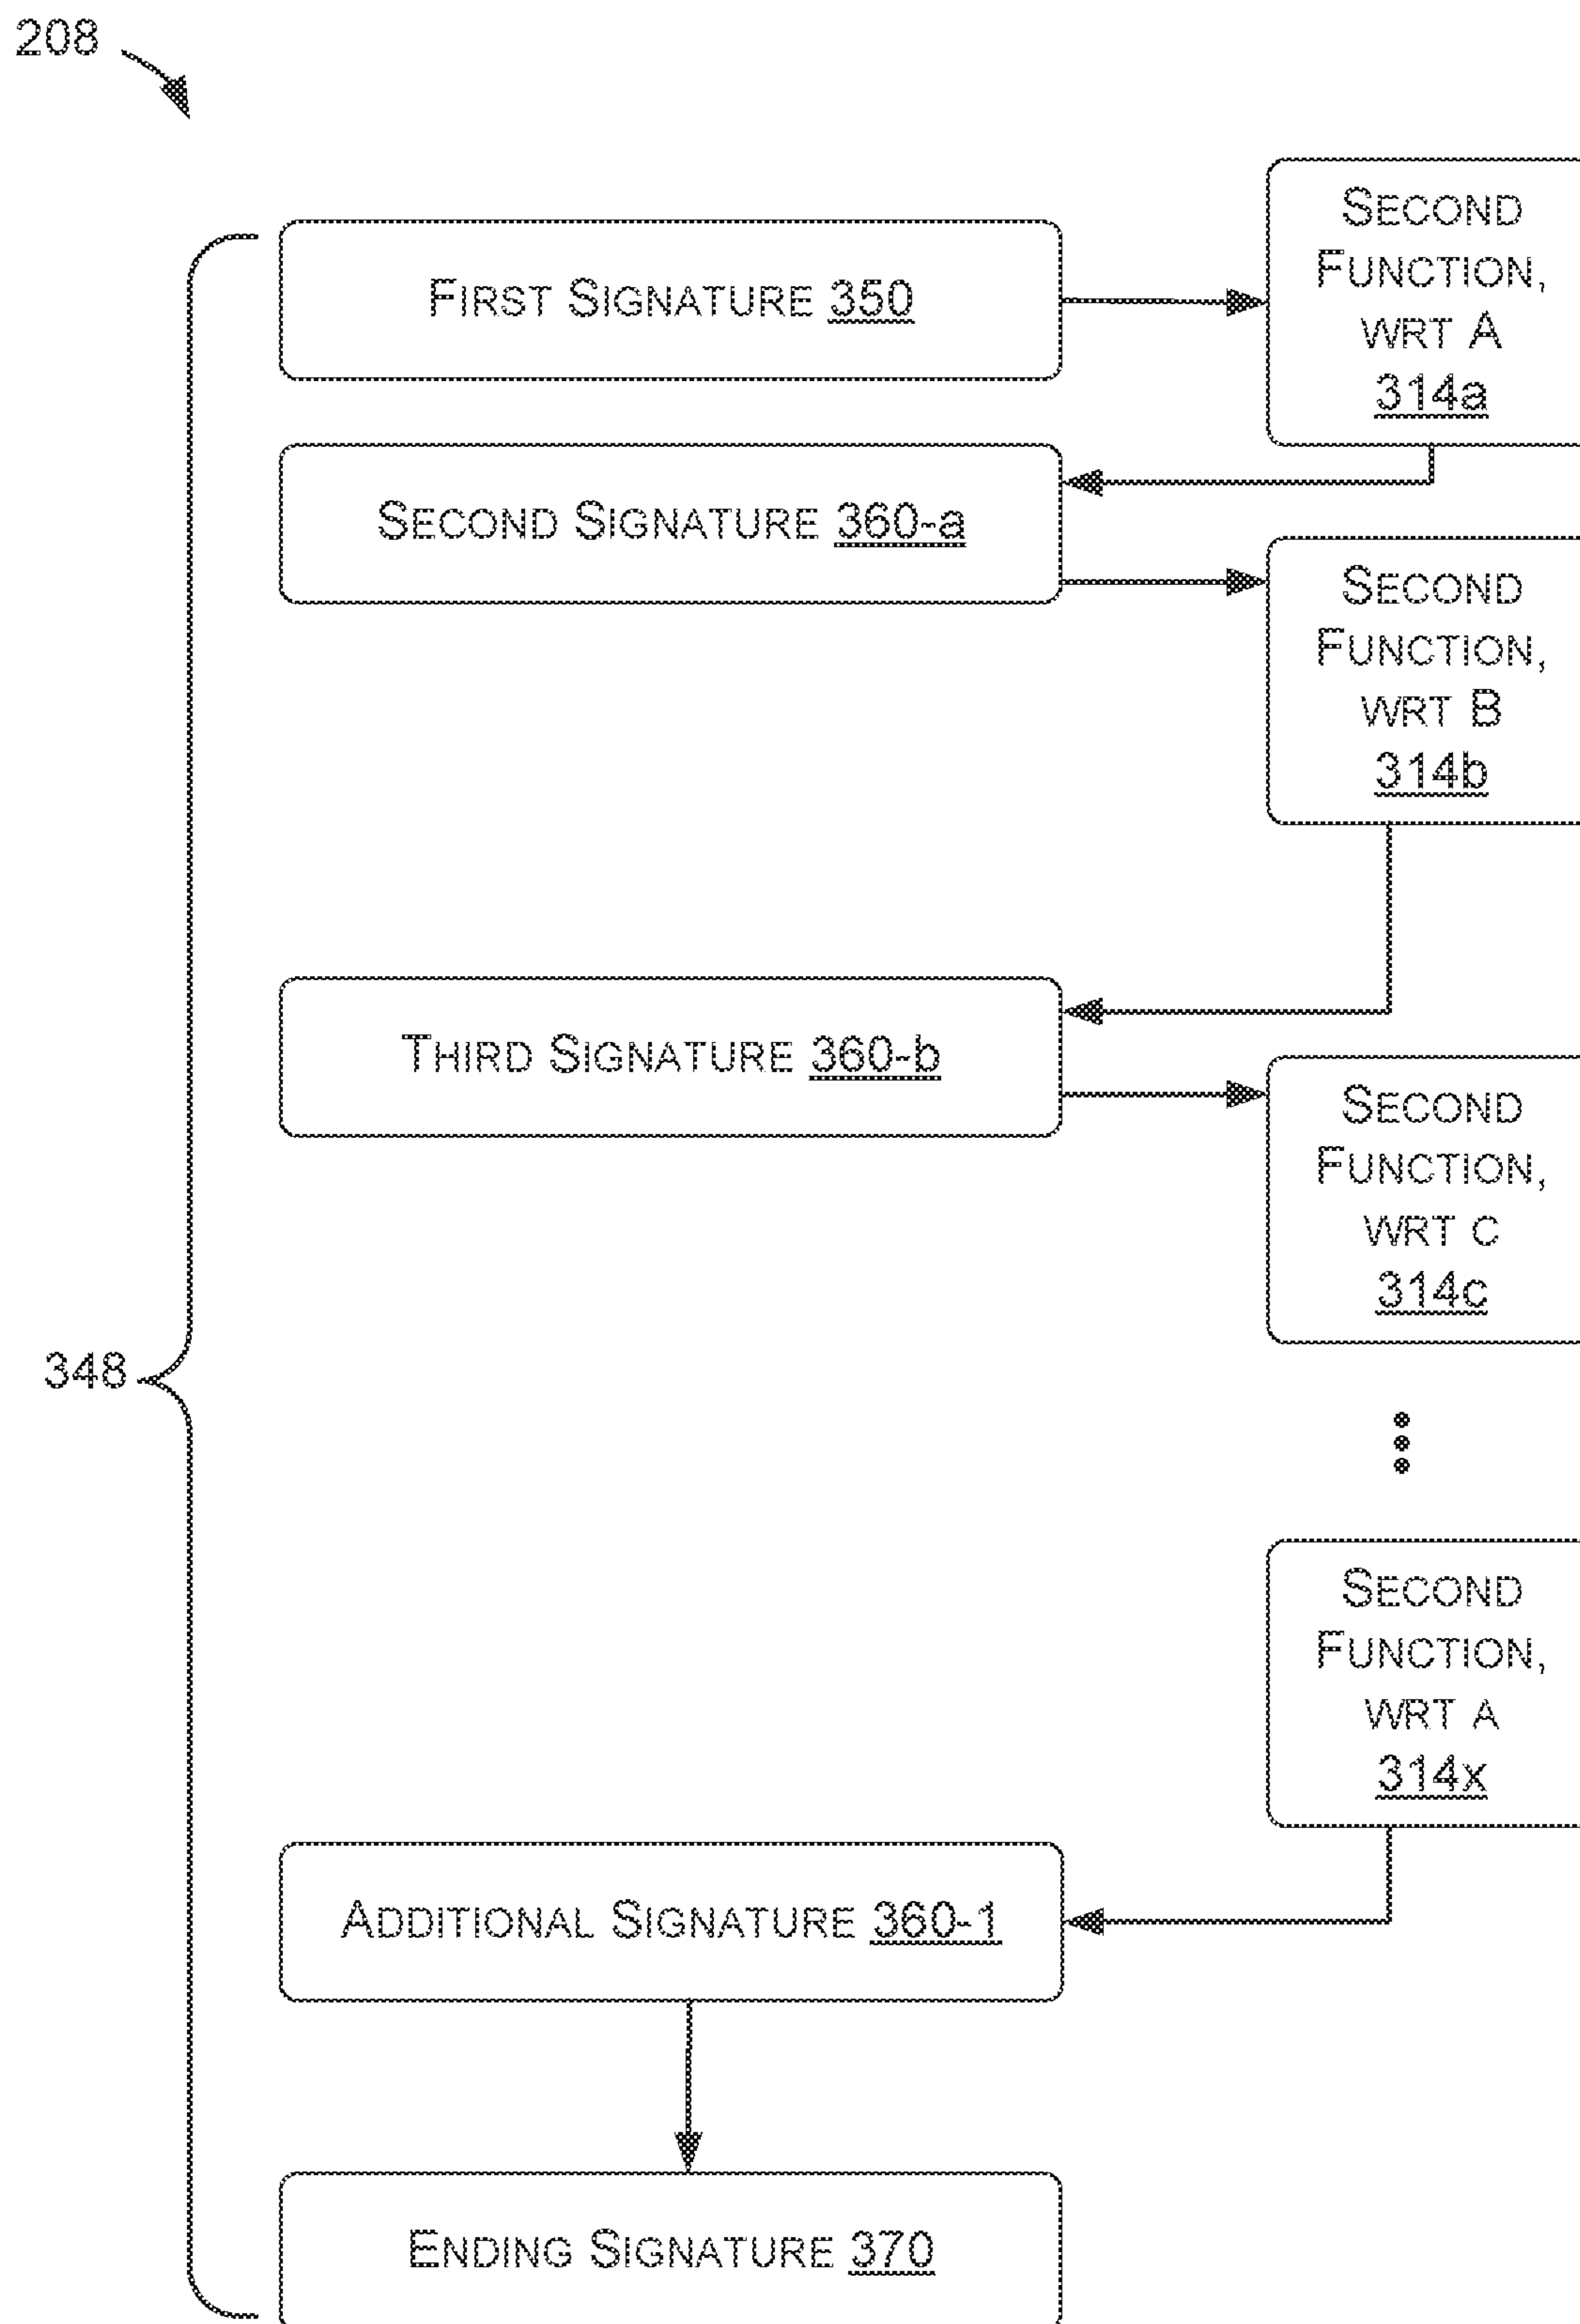 208
First Signature 350
Second
Function,
wrt A
314a
Second Signature 360-a
Second
Function,
wrt B
314b
Third Signature 360-b
Second
Function,
wrt c
314c
348
Second
Function,
wrt a
314x
Additional Signature 360-1
Ending Signature 370